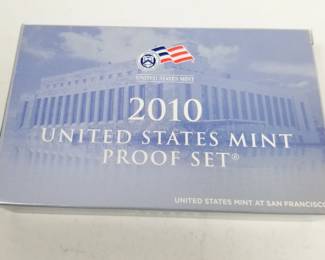 UNITED STATES MINT
2010
UNITED STATES MINT
PROOF SET®
UNITED STATES MINT AT SAN FRANCISCO